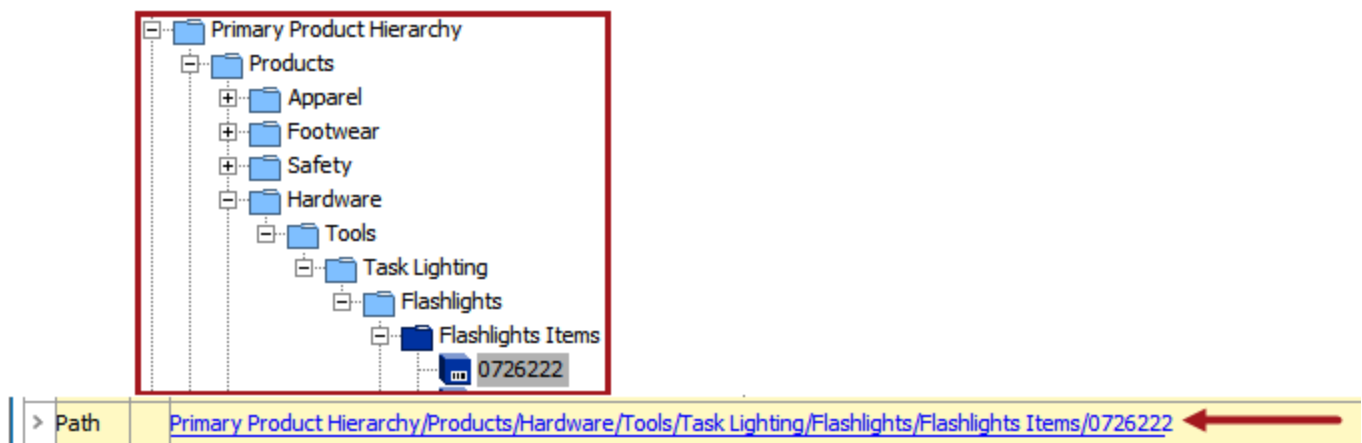 Primary Product Hierarchy
Products
Apparel
Footwear
Safety
Hardware
Tools
Task Lighting
Flashlights
Flashlights Items
0726222
Path Primary Product Hierarchy/Products/Hardware/Tools/Task Lighting/Flashlights/Flashlights Items/0726222